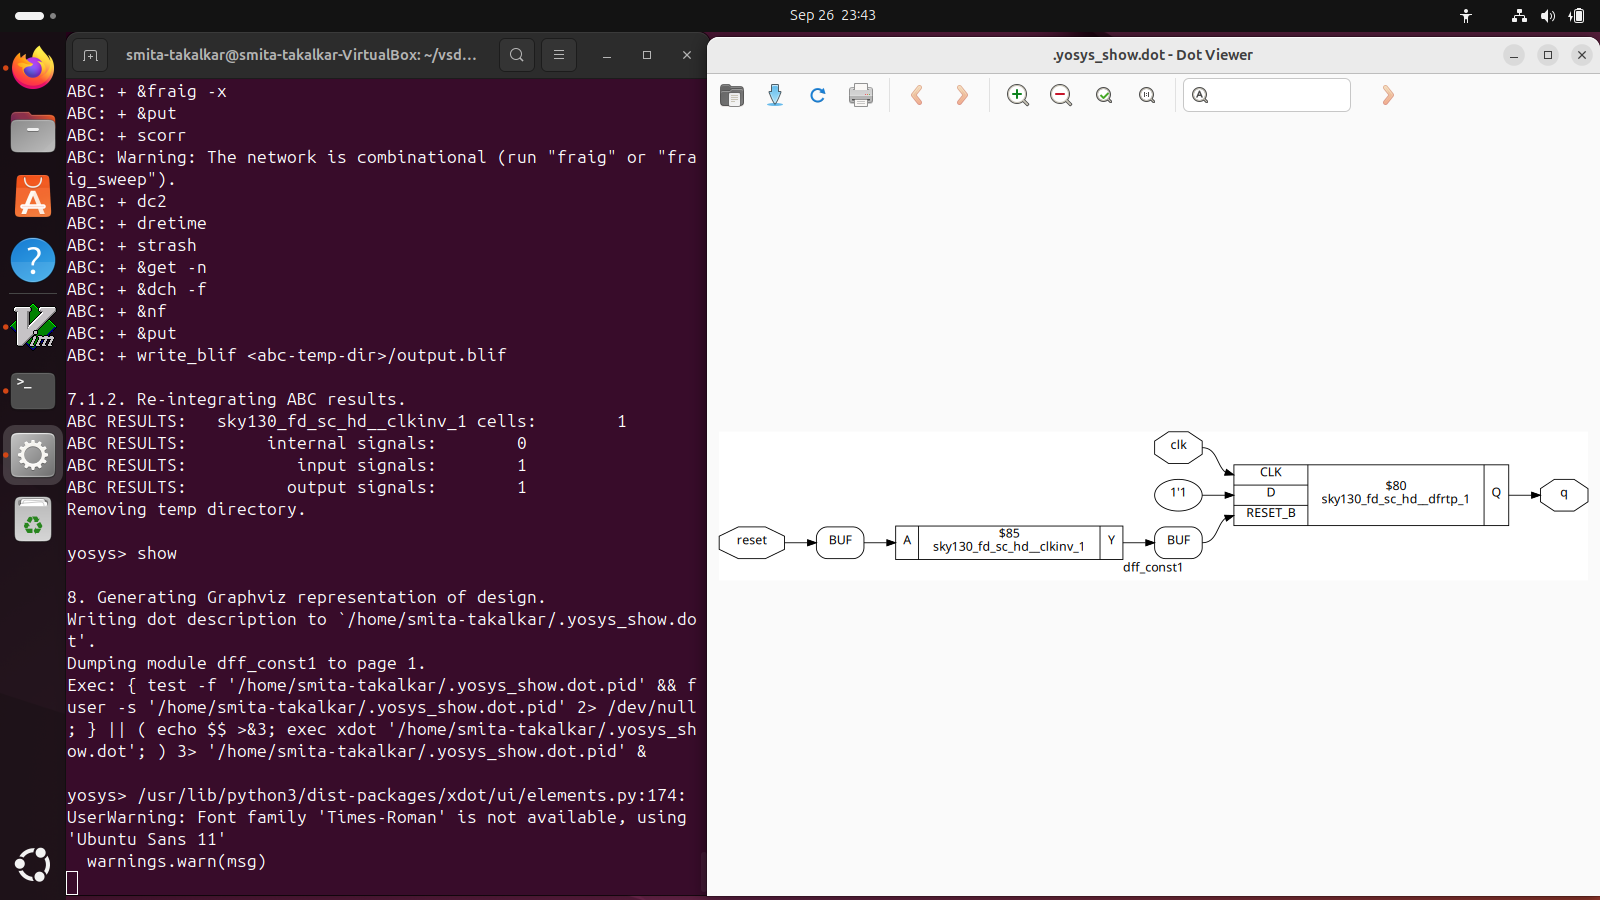 Sep 26 23:43
smita-takalkar@smita-takalkar-VirtualBox: ~/vsd...
ABC: + &fraig -x
ABC: + &put
ABC: + scorr
ABC: Warning: The network is combinational (run "fraig" or "fra
ig_sweep").
ABC: + dc2
ABC: + dretime
ABC: + strash
ABC: + &get -n
ABC: + &dch -f
ABC: + &nf
ABC: + &put
ABC: + write_blif <abc-temp-dir>/output.blif
7.1.2. Re-integrating ABC results.
ABC RESULTS:   sky130_fd_sc_hd__clkinv_1 cells:        1
ABC RESULTS:        internal signals:        0
ABC RESULTS:           input signals:        1
ABC RESULTS:          output signals:        1
Removing temp directory.
yosys> show
8. Generating Graphviz representation of design.
Writing dot description to `/home/smita-takalkar/.yosys_show.do
t'.
Dumping module dff_const1 to page 1.
Exec: { test -f '/home/smita-takalkar/.yosys_show.dot.pid' && f
user -s '/home/smita-takalkar/.yosys_show.dot.pid' 2> /dev/null
; } || ( echo $$ >&3; exec xdot '/home/smita-takalkar/.yosys_sh
ow.dot'; ) 3> '/home/smita-takalkar/.yosys_show.dot.pid' &
yosys> /usr/lib/python3/dist-packages/xdot/ui/elements.py:174:
UserWarning: Font family 'Times-Roman' is not available, using
'Ubuntu Sans 11'
  warnings.warn(msg)
.yosys_show.dot - Dot Viewer
clk
1'1
reset
BUF
A
$85
sky130_fd_sc_hd__clkinv_1
Y
BUF
dff_const1
CLK
D
RESET_B
$80
sky130_fd_sc_hd__dfrtp_1
Q
q